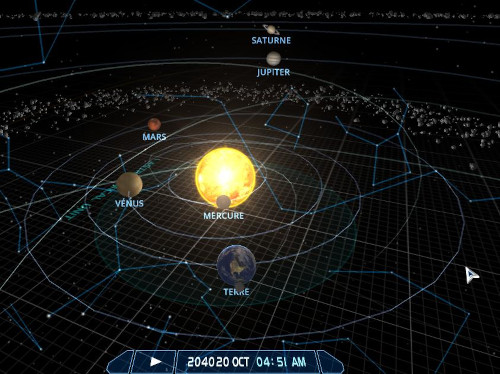 SATURNE
JUPITER
MARS
VÉNUS
MERCURE
TERRE
2040 20 OCT 04:51 AM